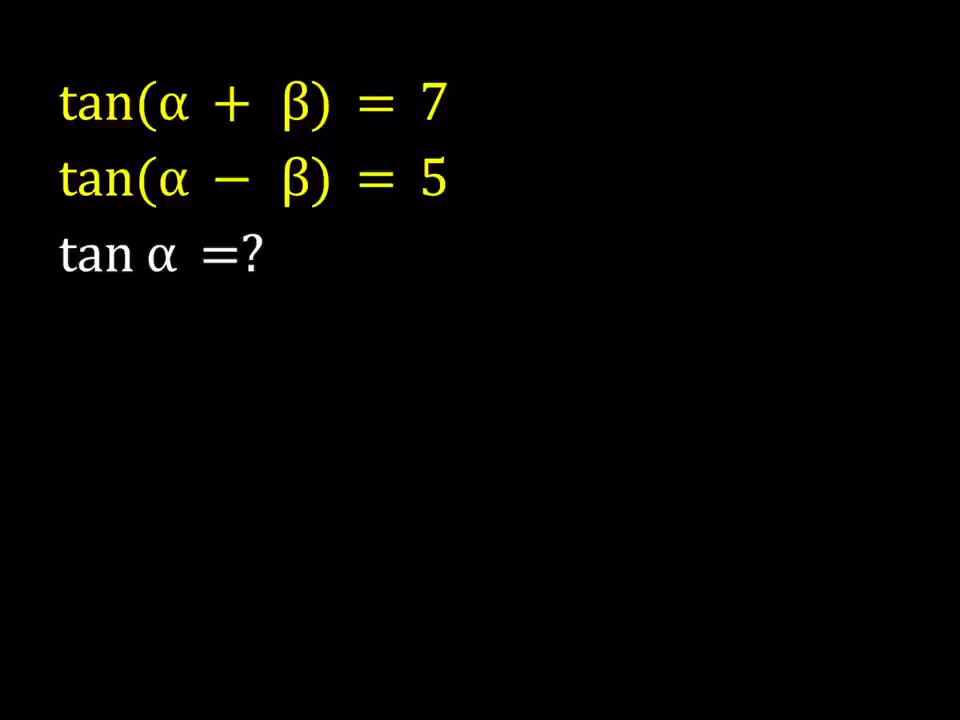 tan(α + β) = 7
tan(α − β) = 5
tan α =?